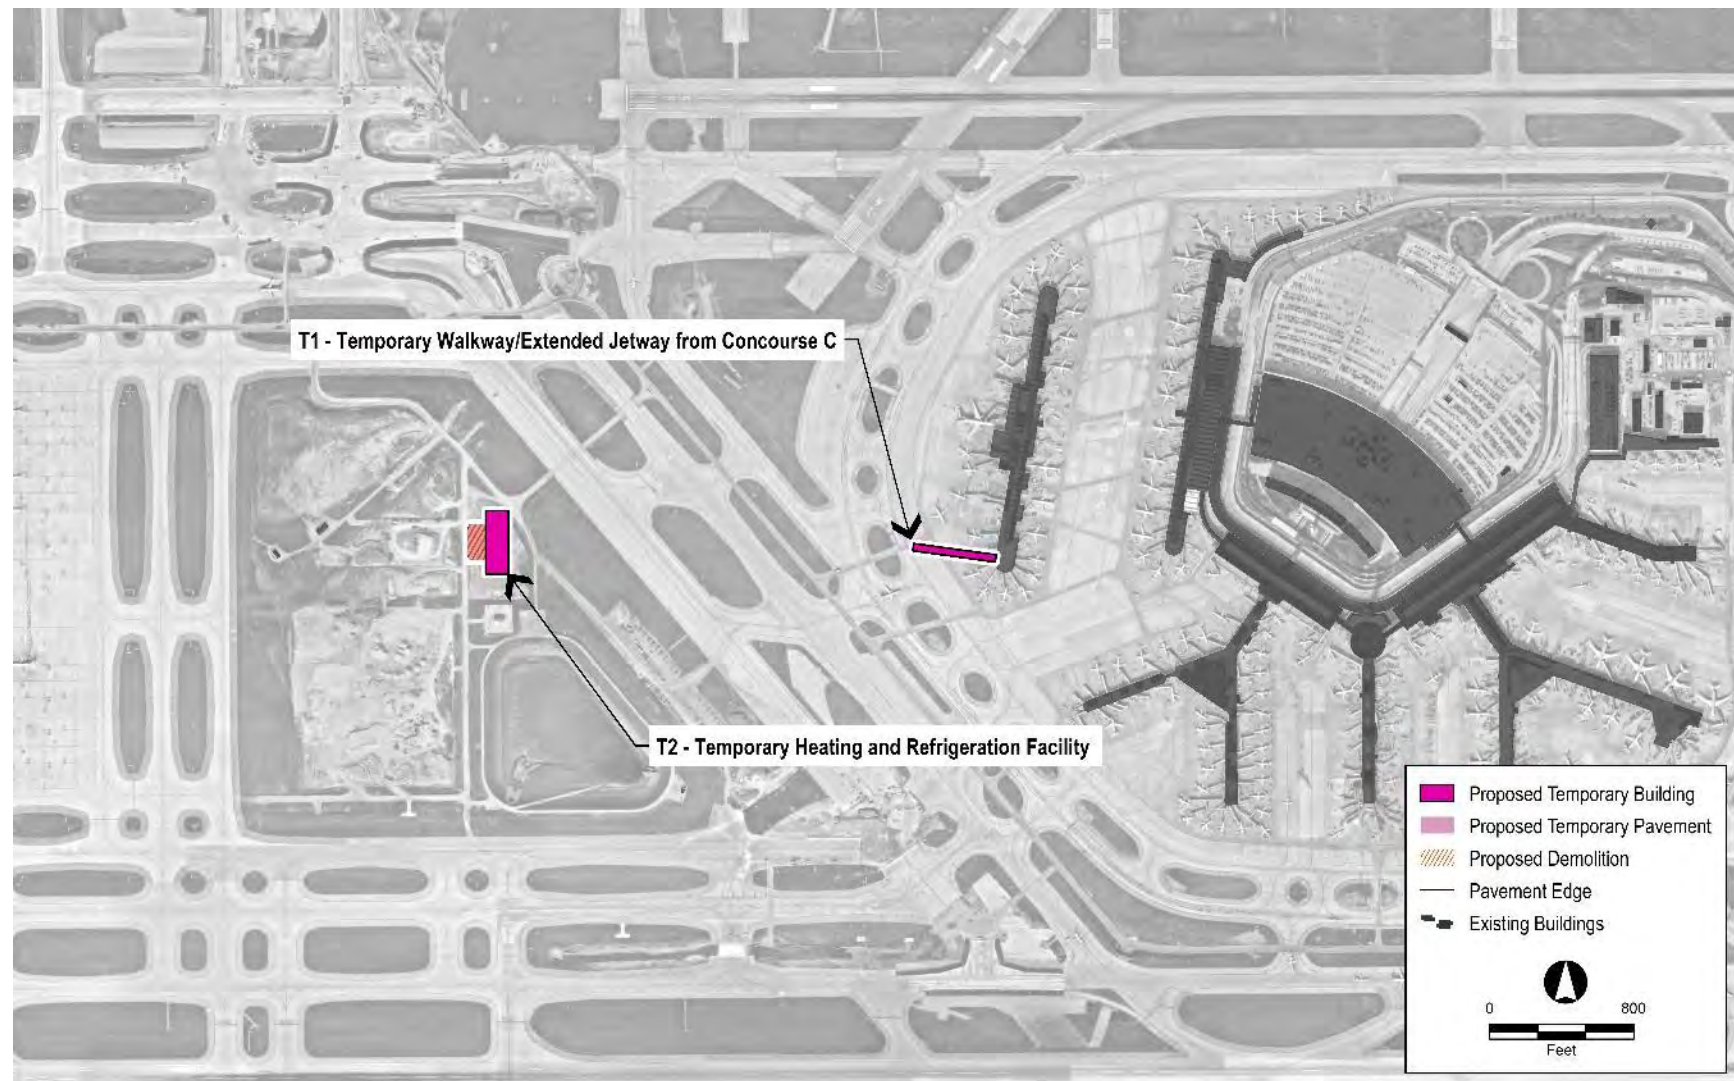 T1 - Temporary Walkway/Extended Jetway from Concourse C
T2 - Temporary Heating and Refrigeration Facility
Proposed Temporary Building
Proposed Temporary Pavement
Proposed Demolition
Pavement Edge
Existing Buildings
0 800
Feet